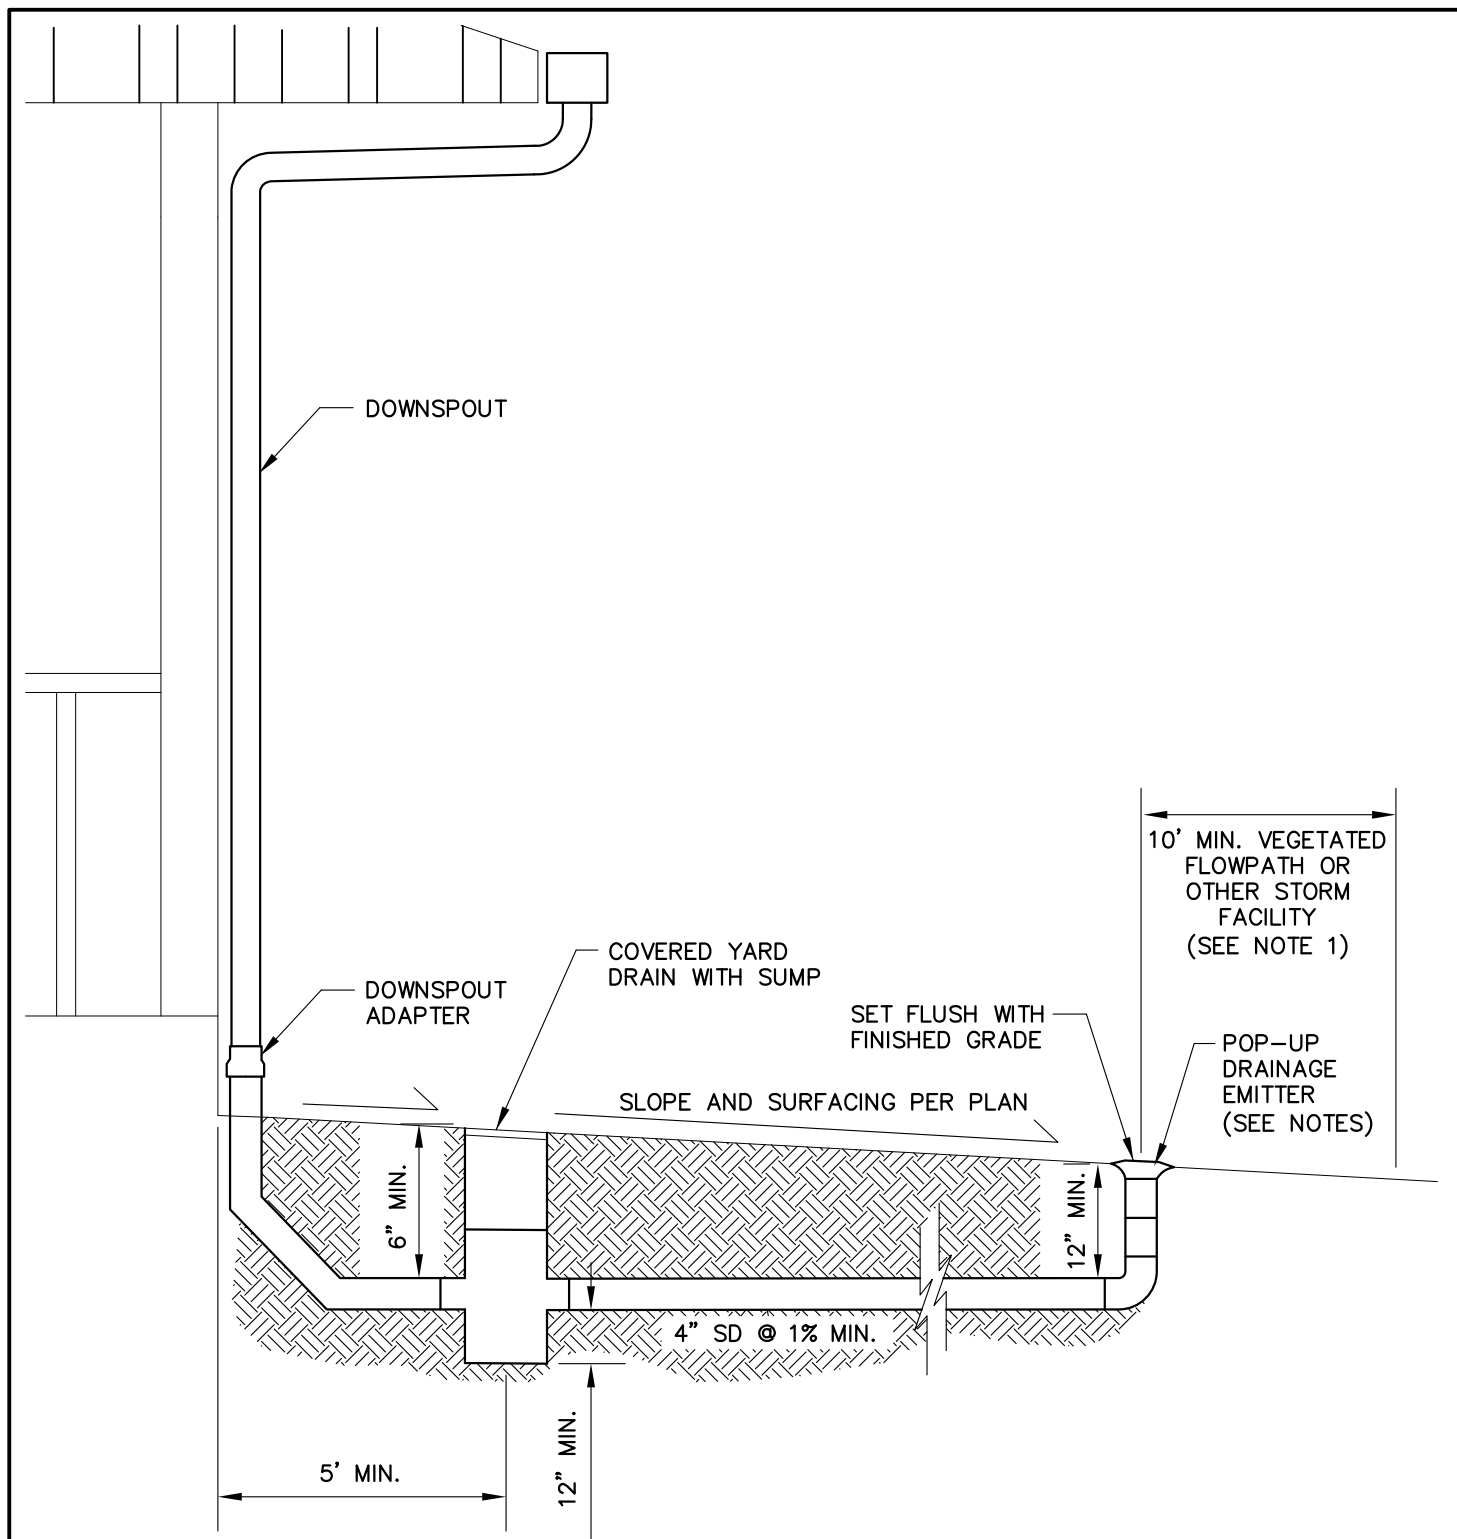 DOWNSPOUT
10' MIN. VEGETATED
FLOWPATH OR
OTHER STORM
FACILITY
(SEE NOTE 1)
COVERED YARD
DRAIN WITH SUMP
DOWNSPOUT
ADAPTER
SET FLUSH WITH
FINISHED GRADE
POP-UP
DRAINAGE
EMITTER
(SEE NOTES)
SLOPE AND SURFACING PER PLAN
6" MIN.
12" MIN.
4" SD @ 1% MIN.
5' MIN.
12" MIN.